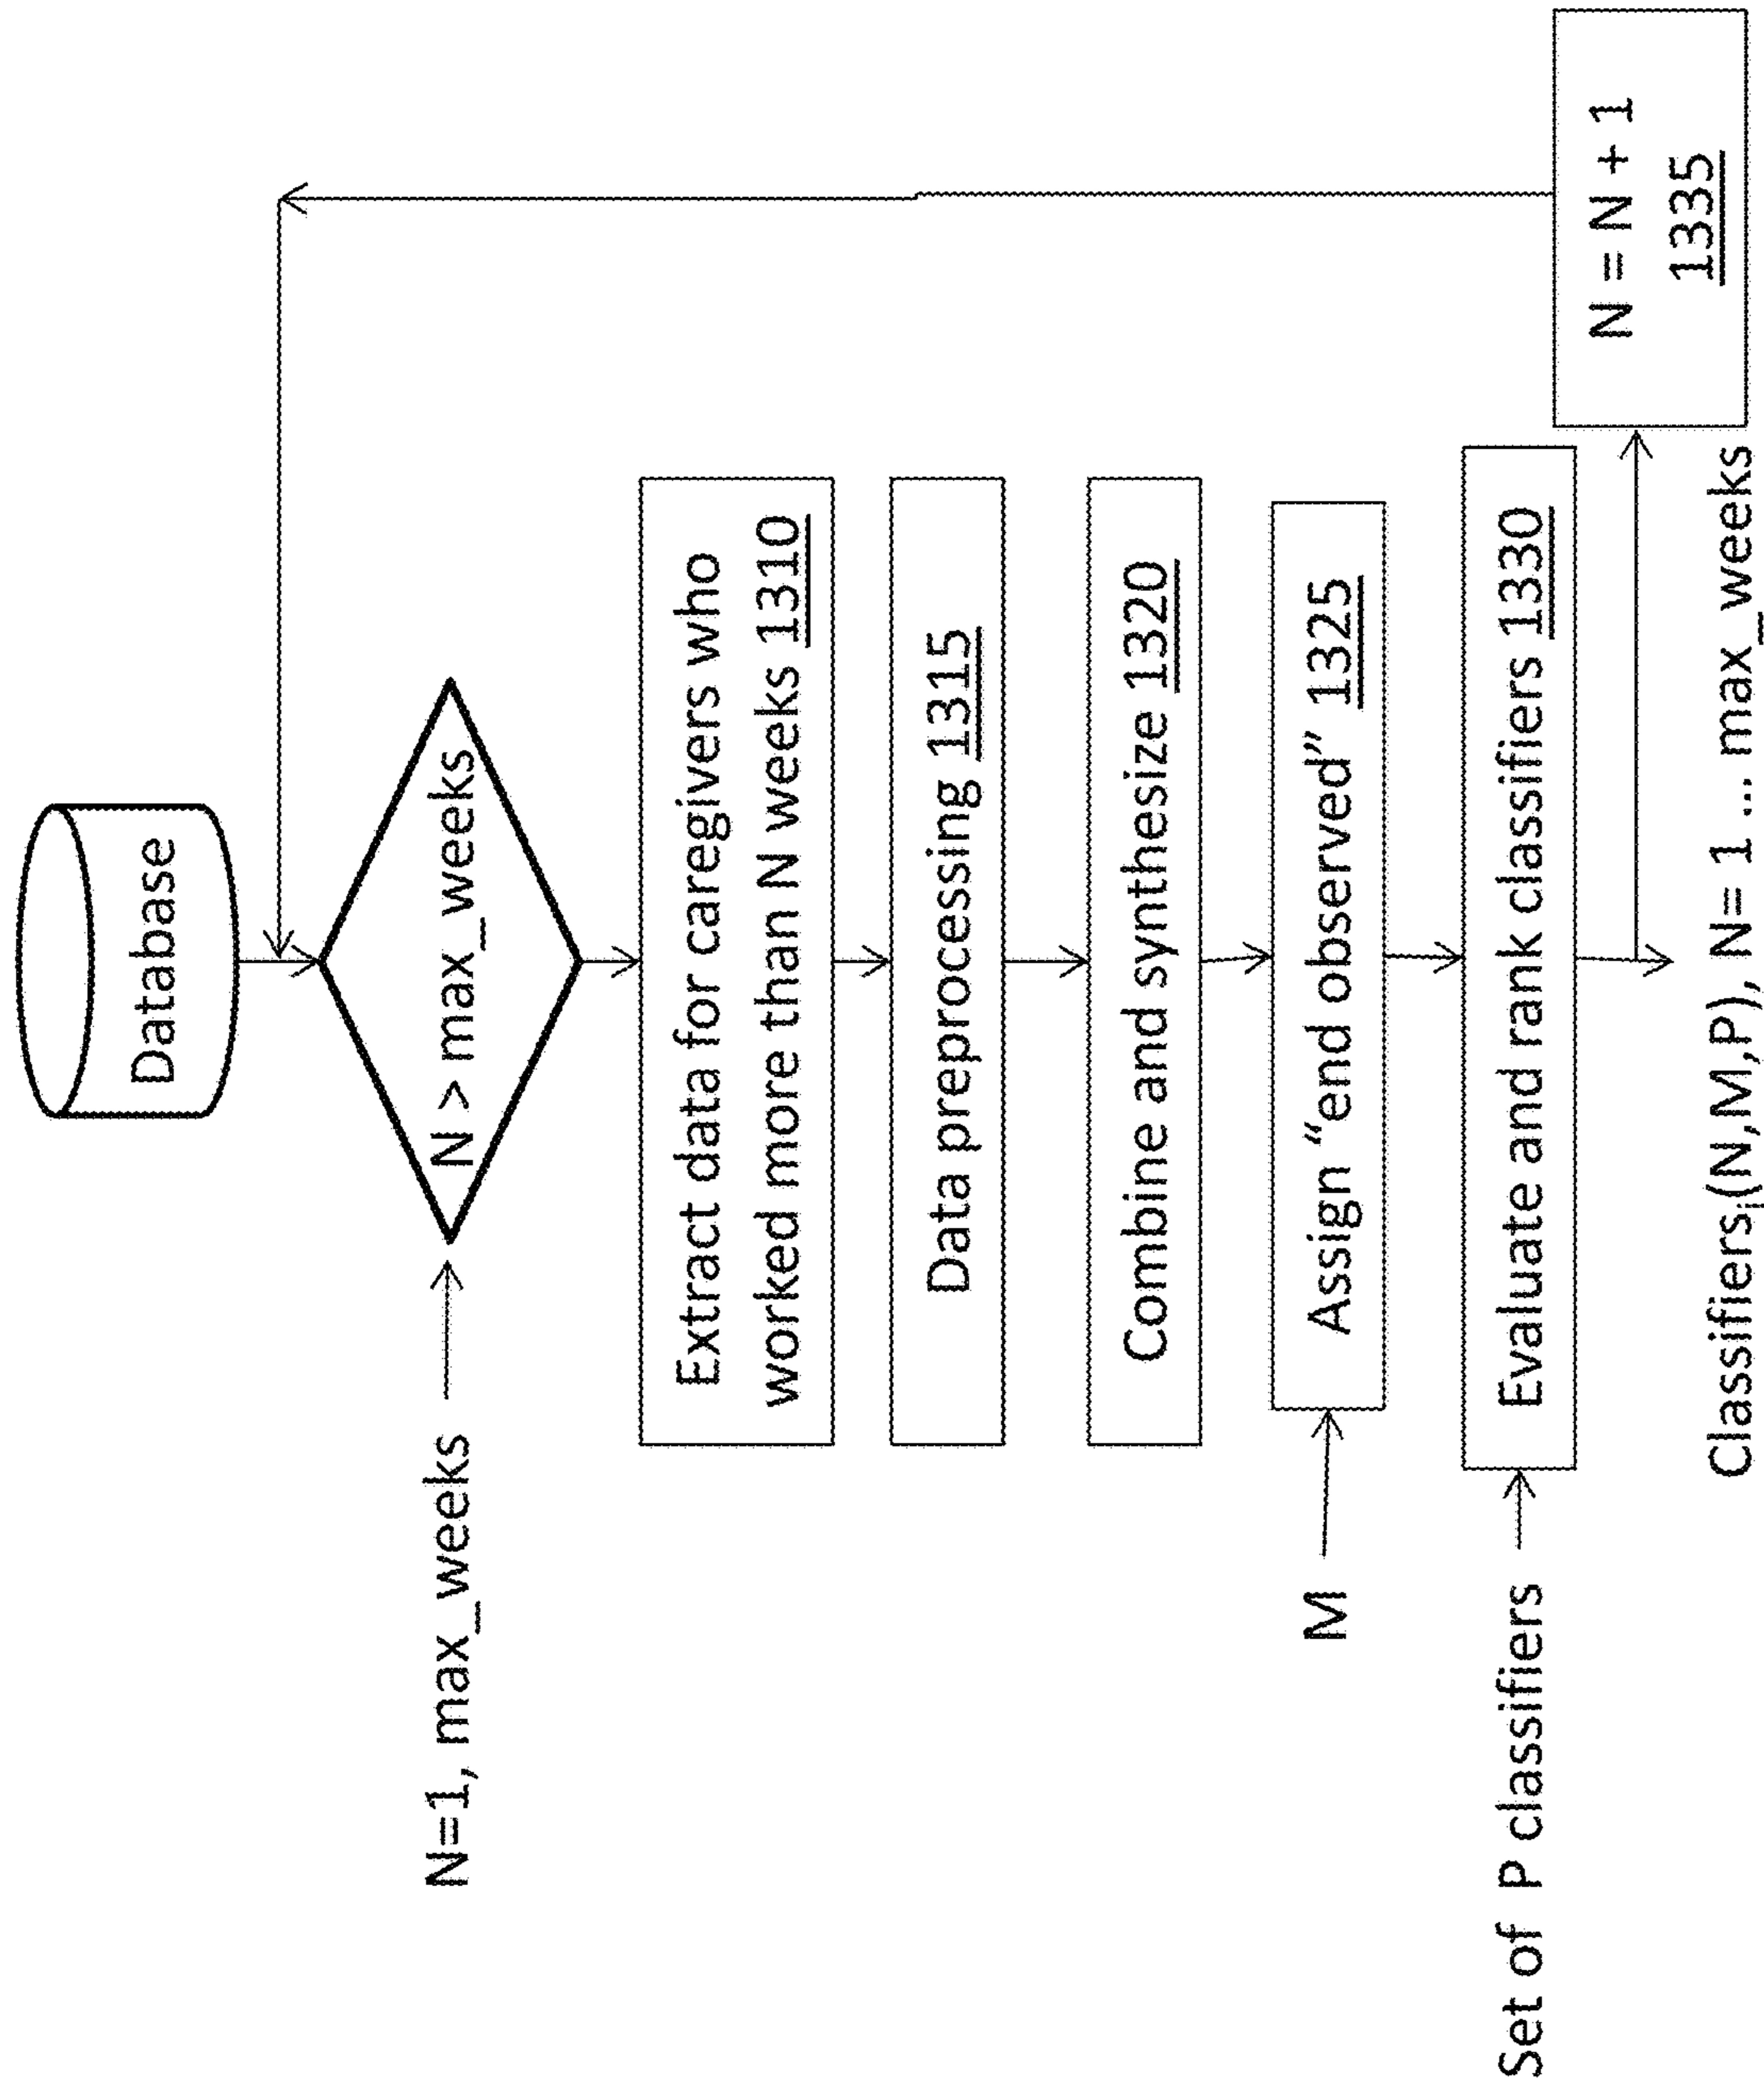 Database
N=1, max_weeks
N > max_weeks
Extract data for caregivers who
worked more than N weeks 1310
Data preprocessing 1315
Combine and synthesize 1320
M
Assign “end observed” 1325
Set of P classifiers
Evaluate and rank classifiers 1330
N = N + 1
1335
Classifiersᵢ(N,M,P), N= 1 ... max_weeks